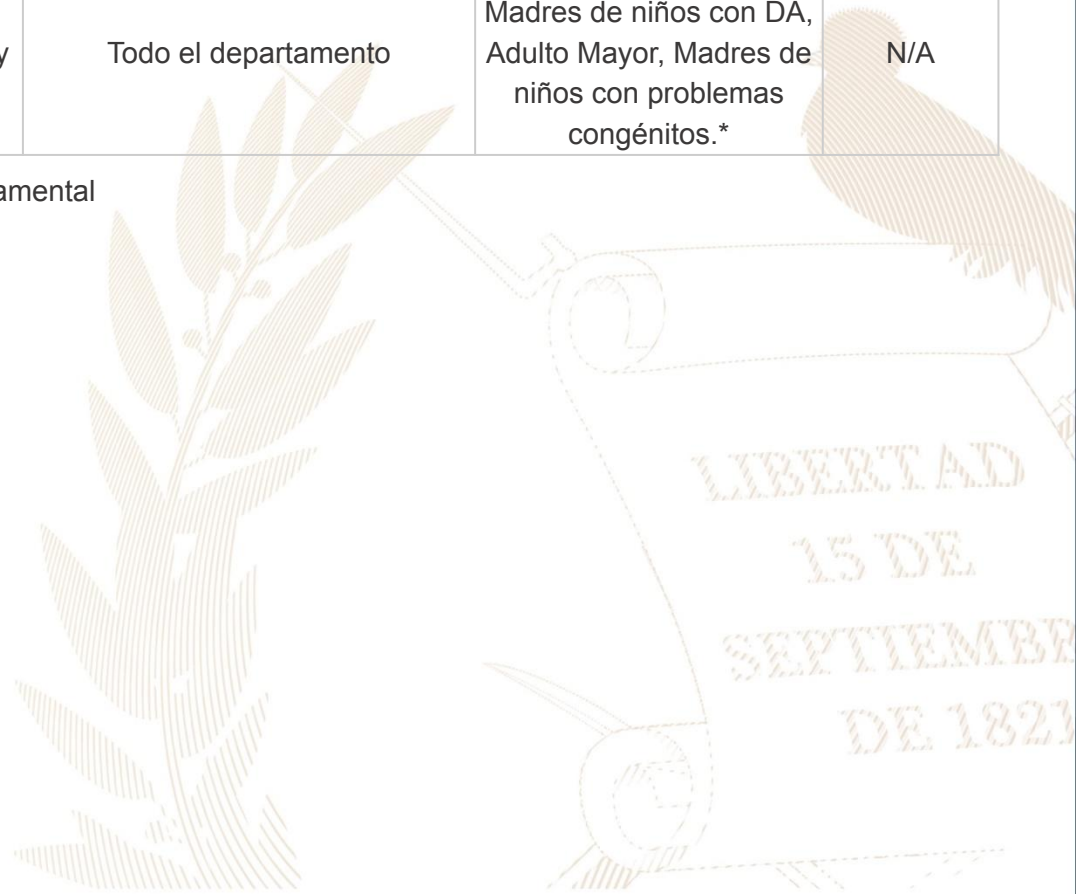 y
Todo el departamento
Madres de niños con DA,
Adulto Mayor, Madres de
niños con problemas
congénitos.*
N/A
amental
LIBERTAD
15 DE
SEPTIEMBR
DE 1821